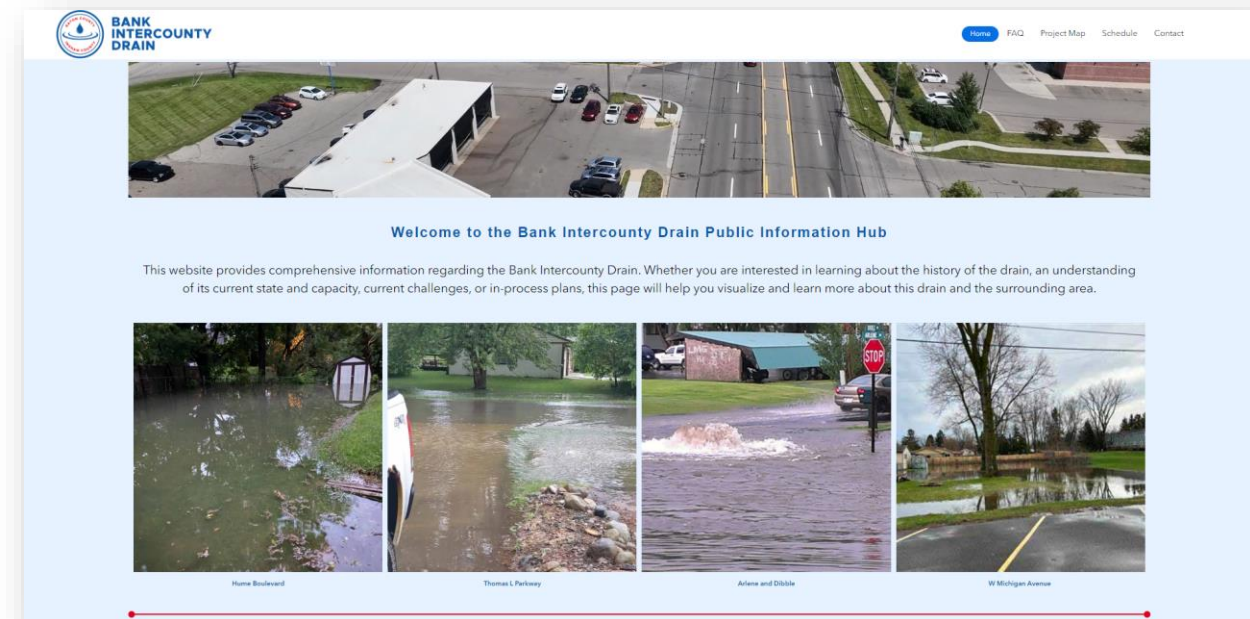 BANK
INTERCOUNTY
DRAIN
Home FAQ Project Map Schedule Contact
Welcome to the Bank Intercounty Drain Public Information Hub
This website provides comprehensive information regarding the Bank Intercounty Drain. Whether you are interested in learning about the history of the drain, an understanding
of its current state and capacity, current challenges, or in-process plans, this page will help you visualize and learn more about this drain and the surrounding area.
STOP
Hume Boulevard
Thomas L Parkway
Arlene and Dibble
W Michigan Avenue